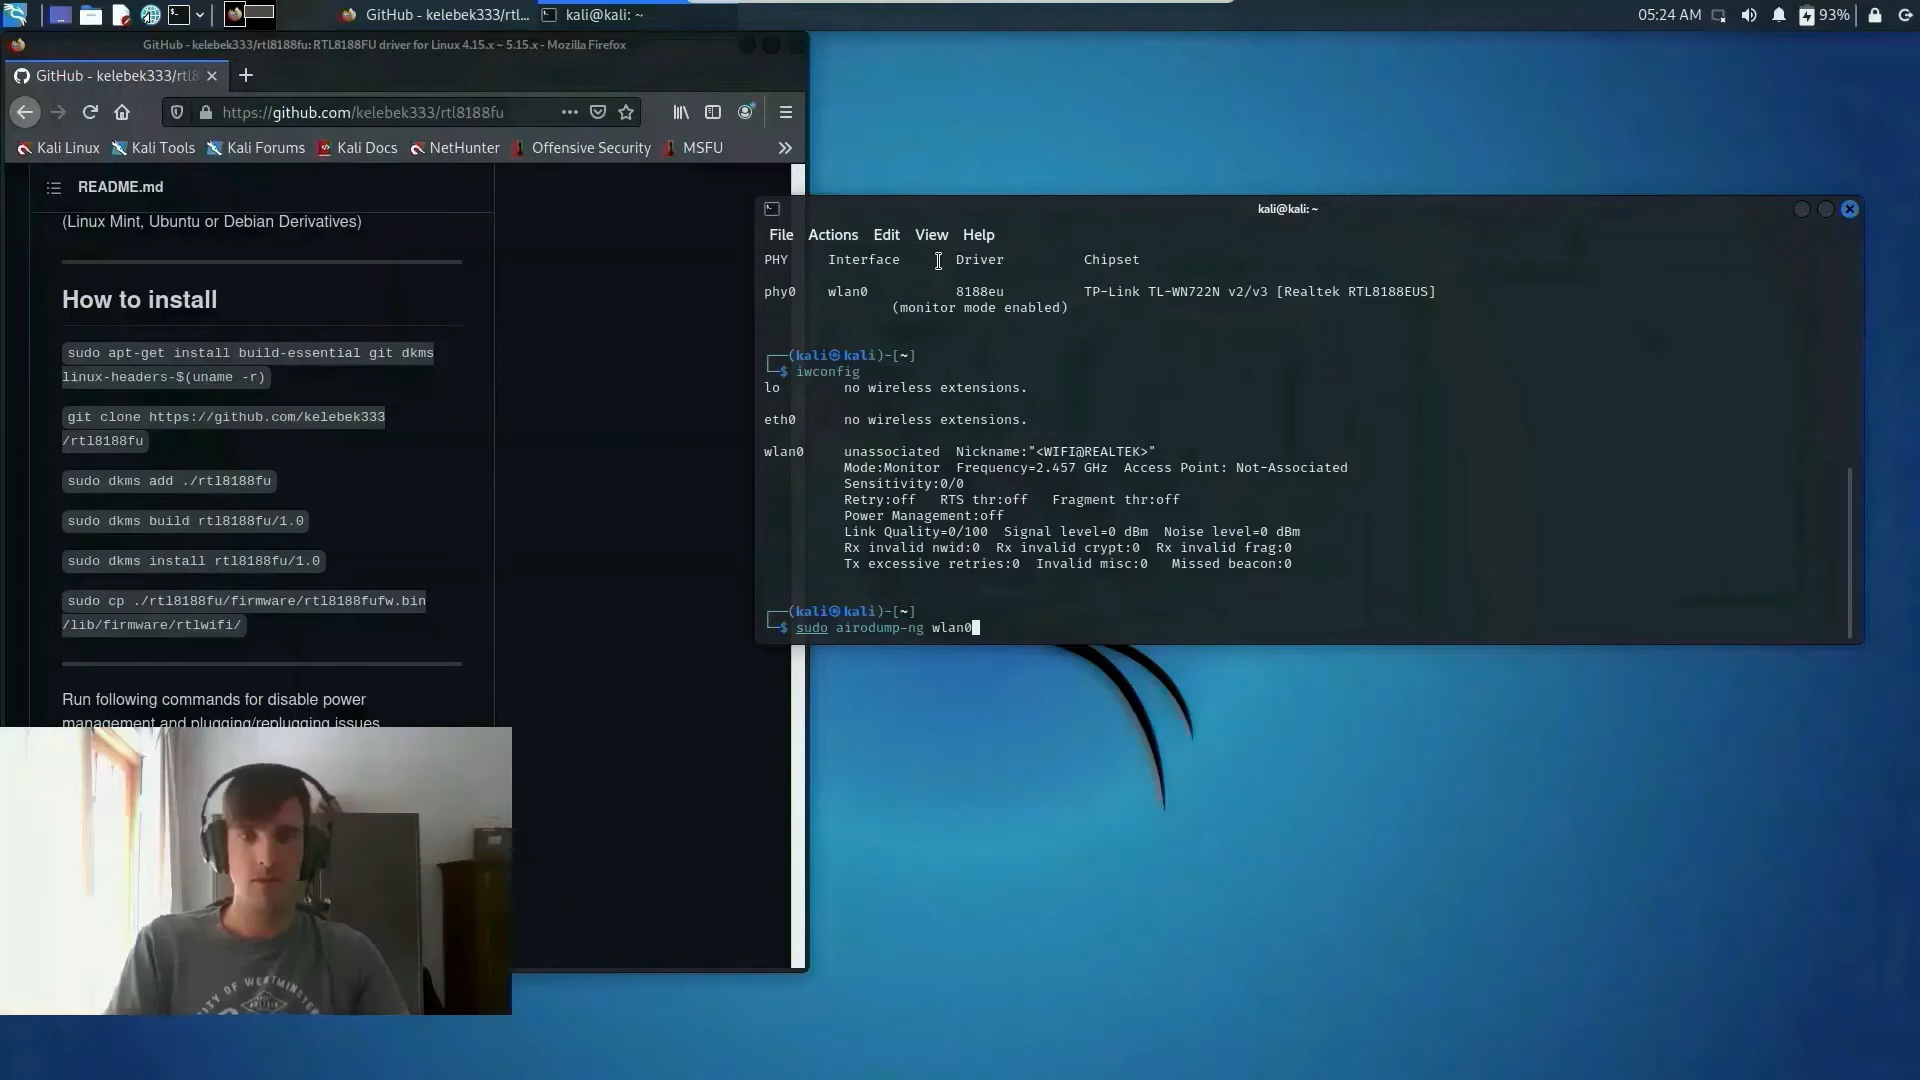 GitHub - kelebek333/rtl...
kali@kali: ~
05:24 AM
93%
GitHub - kelebek333/rtl8188fu: RTL8188FU driver for Linux 4.15.x ~ 5.15.x - Mozilla Firefox
GitHub - kelebek333/rtl8
https://github.com/kelebek333/rtl8188fu
Kali Linux
Kali Tools
Kali Forums
Kali Docs
NetHunter
Offensive Security
MSFU
README.md
(Linux Mint, Ubuntu or Debian Derivatives)
How to install
sudo apt-get install build-essential git dkms
linux-headers-$(uname -r)
git clone https://github.com/kelebek333
/rtl8188fu
sudo dkms add ./rtl8188fu
sudo dkms build rtl8188fu/1.0
sudo dkms install rtl8188fu/1.0
sudo cp ./rtl8188fu/firmware/rtl8188fufw.bin
/lib/firmware/rtlwifi/
Run following commands for disable power
management and plugging/replugging issues
kali@kali: ~
File Actions Edit View Help
PHY Interface Driver Chipset
phy0 wlan0 8188eu TP-Link TL-WN722N v2/v3 [Realtek RTL8188EUS]
(monitor mode enabled)
┌──(kali㉿kali)-[~]
└─$ iwconfig
lo no wireless extensions.
eth0 no wireless extensions.
wlan0 unassociated Nickname:"<WIFI@REALTEK>"
Mode:Monitor Frequency=2.457 GHz Access Point: Not-Associated
Sensitivity:0/0
Retry:off RTS thr:off Fragment thr:off
Power Management:off
Link Quality=0/100 Signal level=0 dBm Noise level=0 dBm
Rx invalid nwid:0 Rx invalid crypt:0 Rx invalid frag:0
Tx excessive retries:0 Invalid misc:0 Missed beacon:0
┌──(kali㉿kali)-[~]
└─$ sudo airodump-ng wlan0
OF WESTMINSTER